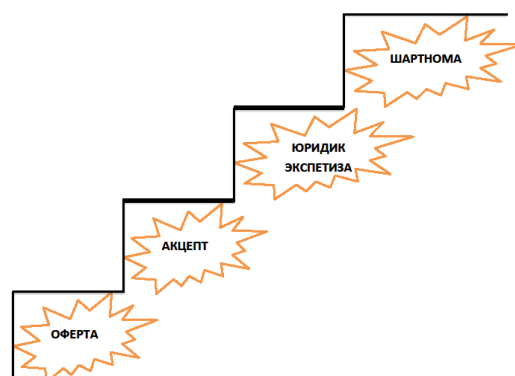 ШАРТНОМА
ЮРИДИК
ЭКСПЕТИЗА
АКЦЕПТ
ОФЕРТА